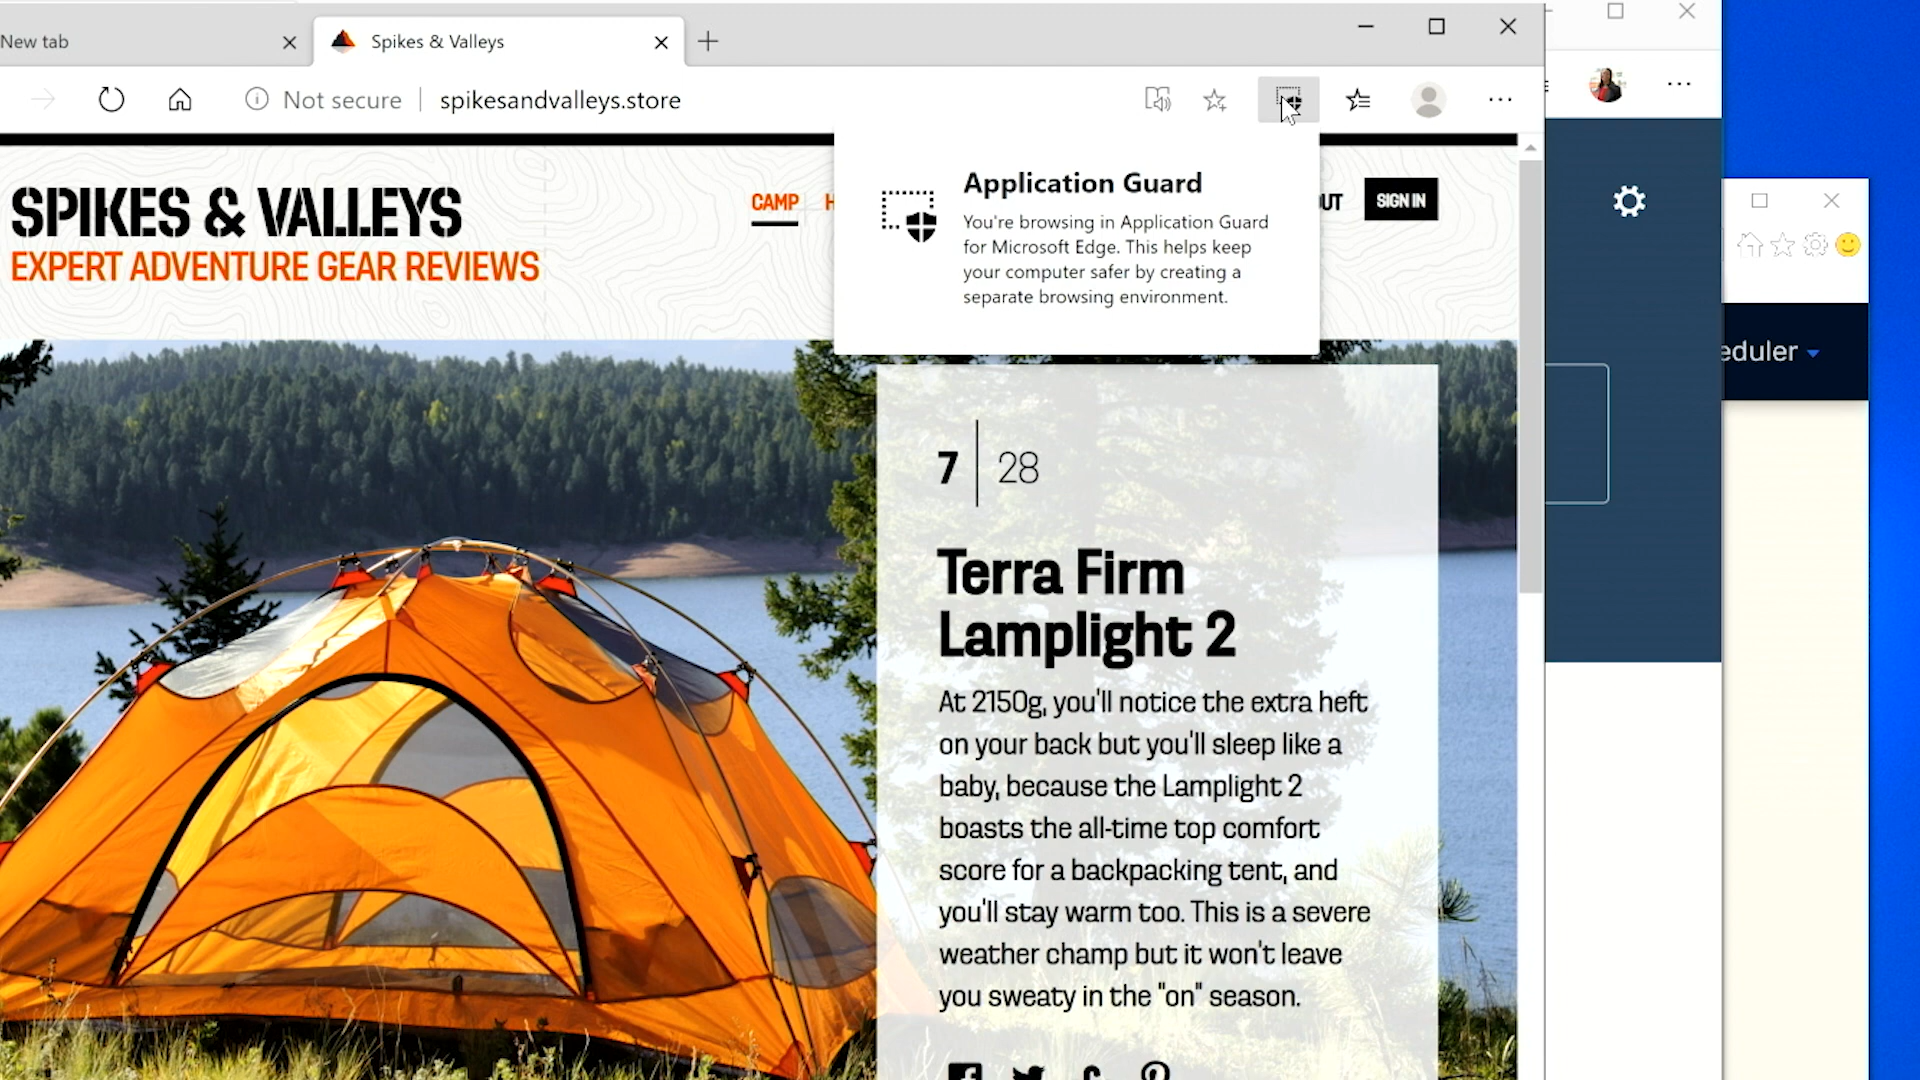 New tab
Spikes & Valleys
Not secure
spikesandvalleys.store
SPIKES & VALLEYS
EXPERT ADVENTURE GEAR REVIEWS
CAMP
SIGN IN
Application Guard
You're browsing in Application Guard
for Microsoft Edge. This helps keep
your computer safer by creating a
separate browsing environment.
eduler
7 28
Terra Firm
Lamplight 2
At 2150g, you'll notice the extra heft
on your back but you'll sleep like a
baby, because the Lamplight 2
boasts the all-time top comfort
score for a backpacking tent, and
you'll stay warm too. This is a severe
weather champ but it won't leave
you sweaty in the "on" season.